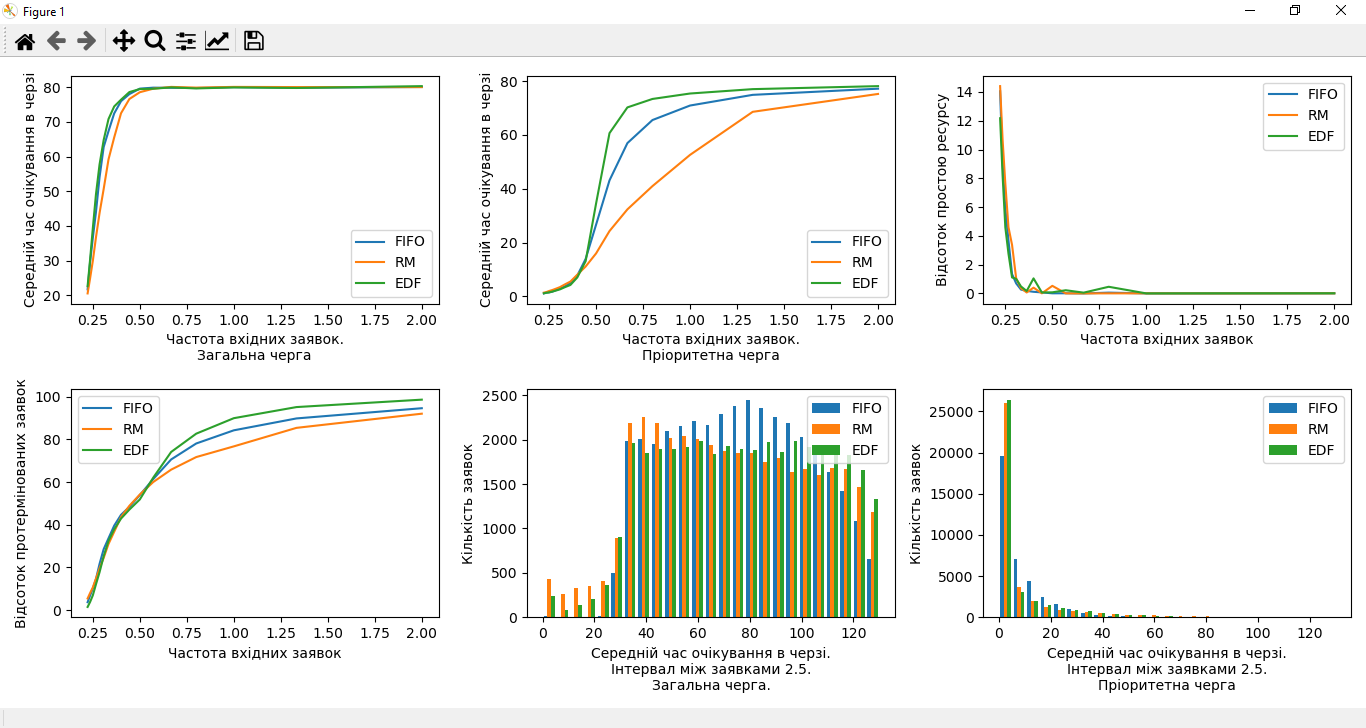 Figure 1
Середній час очікування в черзі
80
70
60
50
40
30
20
FIFO
RM
EDF
0.25 0.50 0.75 1.00 1.25 1.50 1.75 2.00
Частота вхідних заявок.
Загальна черга
Середній час очікування в черзі
80
60
40
20
0
FIFO
RM
EDF
0.25 0.50 0.75 1.00 1.25 1.50 1.75 2.00
Частота вхідних заявок.
Пріоритетна черга
Відсоток простою ресурсу
14
12
10
8
6
4
2
0
FIFO
RM
EDF
0.25 0.50 0.75 1.00 1.25 1.50 1.75 2.00
Частота вхідних заявок
Відсоток протермінованих заявок
100
80
60
40
20
0
FIFO
RM
EDF
0.25 0.50 0.75 1.00 1.25 1.50 1.75 2.00
Частота вхідних заявок
Кількість заявок
2500
2000
1500
1000
500
0
FIFO
RM
EDF
0 20 40 60 80 100 120
Середній час очікування в черзі.
Інтервал між заявками 2.5.
Загальна черга.
Кількість заявок
25000
20000
15000
10000
5000
0
FIFO
RM
EDF
0 20 40 60 80 100 120
Середній час очікування в черзі.
Інтервал між заявками 2.5.
Пріоритетна черга